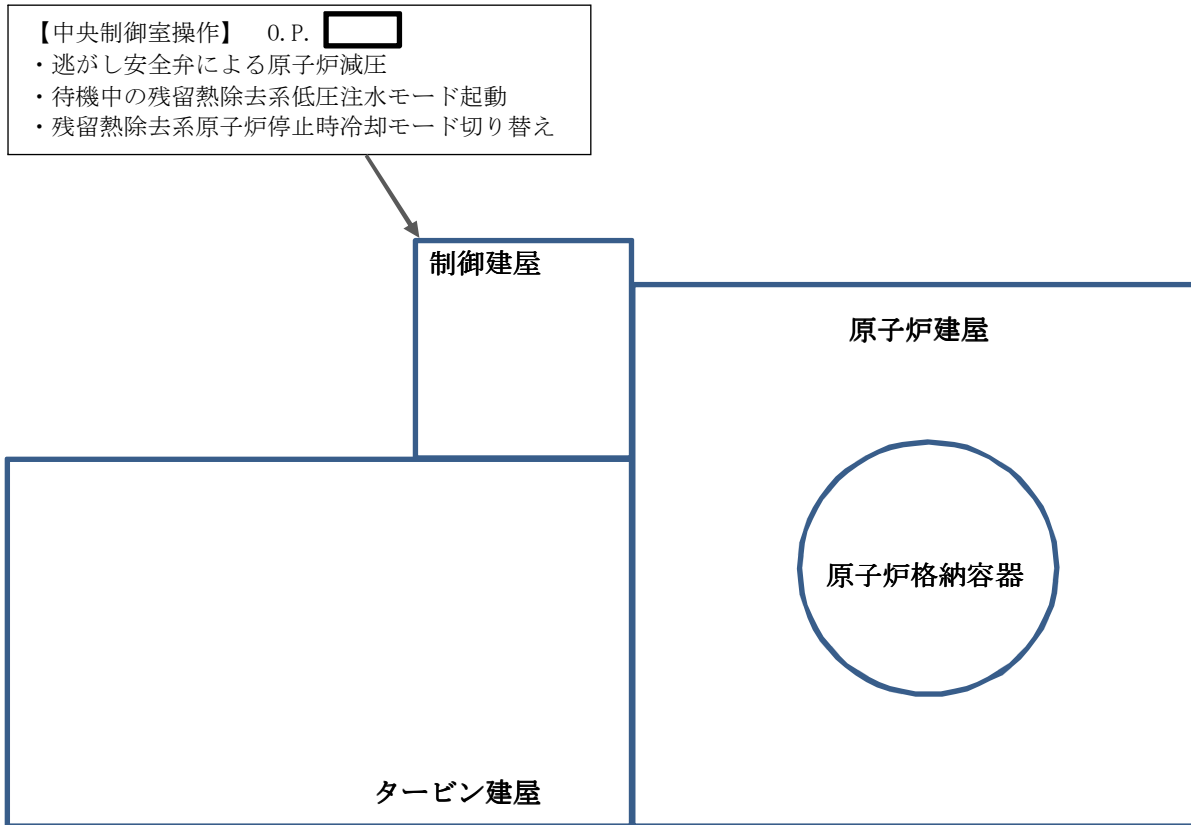 【中央制御室操作】 O.P.
・逃がし安全弁による原子炉減圧
・待機中の残留熱除去系低圧注水モード起動
・残留熱除去系原子炉停止時冷却モード切り替え
制御建屋
原子炉建屋
原子炉格納容器
タービン建屋